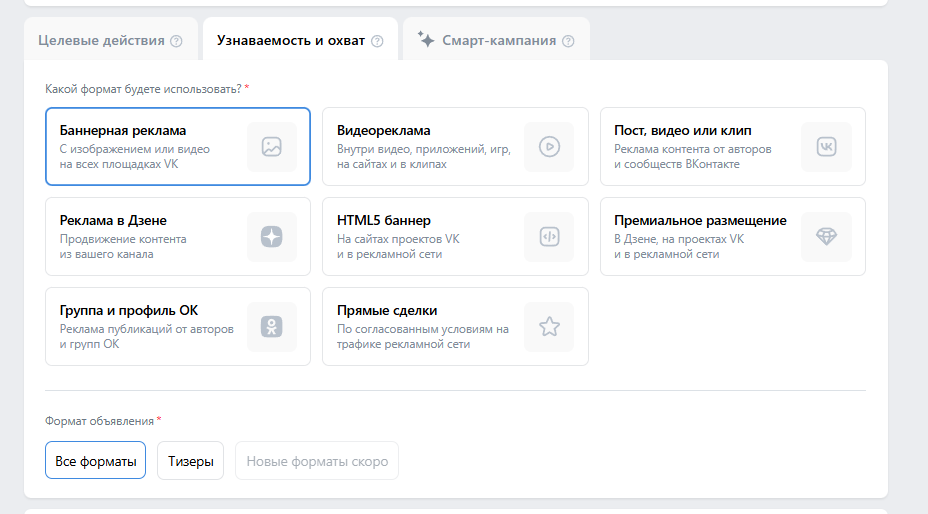 Целевые действия
Узнаваемость и охват
Смарт-кампания
Какой формат будете использовать? *
Баннерная реклама
С изображением или видео
на всех площадках VK
Видеореклама
Внутри видео, приложений, игр,
на сайтах и в клипах
Пост, видео или клип
Реклама контента от авторов
и сообществ ВКонтакте
Реклама в Дзене
Продвижение контента
из вашего канала
HTML5 баннер
На сайтах проектов VK
и в рекламной сети
Премиальное размещение
В Дзене, на проектах VK
и в рекламной сети
Группа и профиль ОК
Реклама публикаций от авторов
и групп ОК
Прямые сделки
По согласованным условиям на
трафике рекламной сети
Формат объявления *
Все форматы
Тизеры
Новые форматы скоро